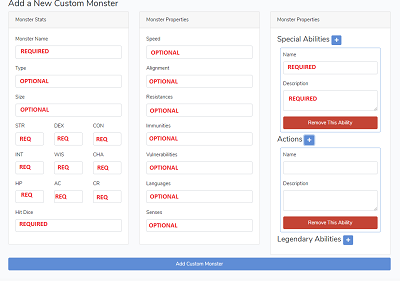 Add a New Custom Monster
Monster Stats
Monster Name
REQUIRED
Type
OPTIONAL
Size
OPTIONAL
STR DEX CON
REQ REQ REQ
INT WIS CHA
REQ REQ REQ
HP AC CR
REQ REQ REQ
Hit Dice
REQUIRED
Monster Properties
Speed
OPTIONAL
Alignment
OPTIONAL
Resistances
OPTIONAL
Immunities
OPTIONAL
Vulnerabilities
OPTIONAL
Languages
OPTIONAL
Senses
OPTIONAL
Monster Properties
Special Abilities +
Name
REQUIRED
Description
REQUIRED
Remove This Ability
Actions +
Name
Description
Remove This Ability
Legendary Abilities +
Add Custom Monster